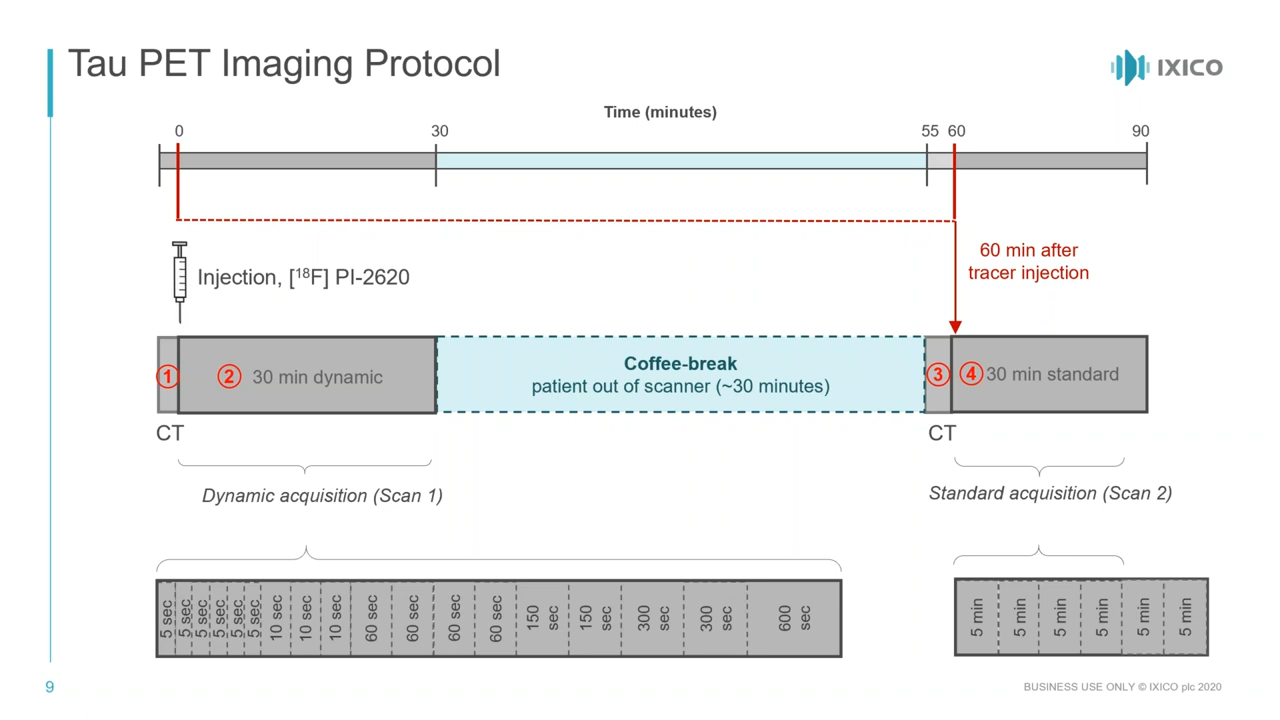 Tau PET Imaging Protocol
IXICO
Time (minutes)
0
30
55
60
90
60 min after
tracer injection
Injection, [¹⁸F] PI-2620
1
2
30 min dynamic
Coffee-break
patient out of scanner (~30 minutes)
3
4
30 min standard
CT
CT
Dynamic acquisition (Scan 1)
Standard acquisition (Scan 2)
5 sec
5 sec
5 sec
5 sec
5 sec
5 sec
10 sec
10 sec
10 sec
60 sec
60 sec
60 sec
60 sec
150
sec
150
sec
300
sec
300
sec
600
sec
5 min
5 min
5 min
5 min
5 min
5 min
9
BUSINESS USE ONLY © IXICO plc 2020